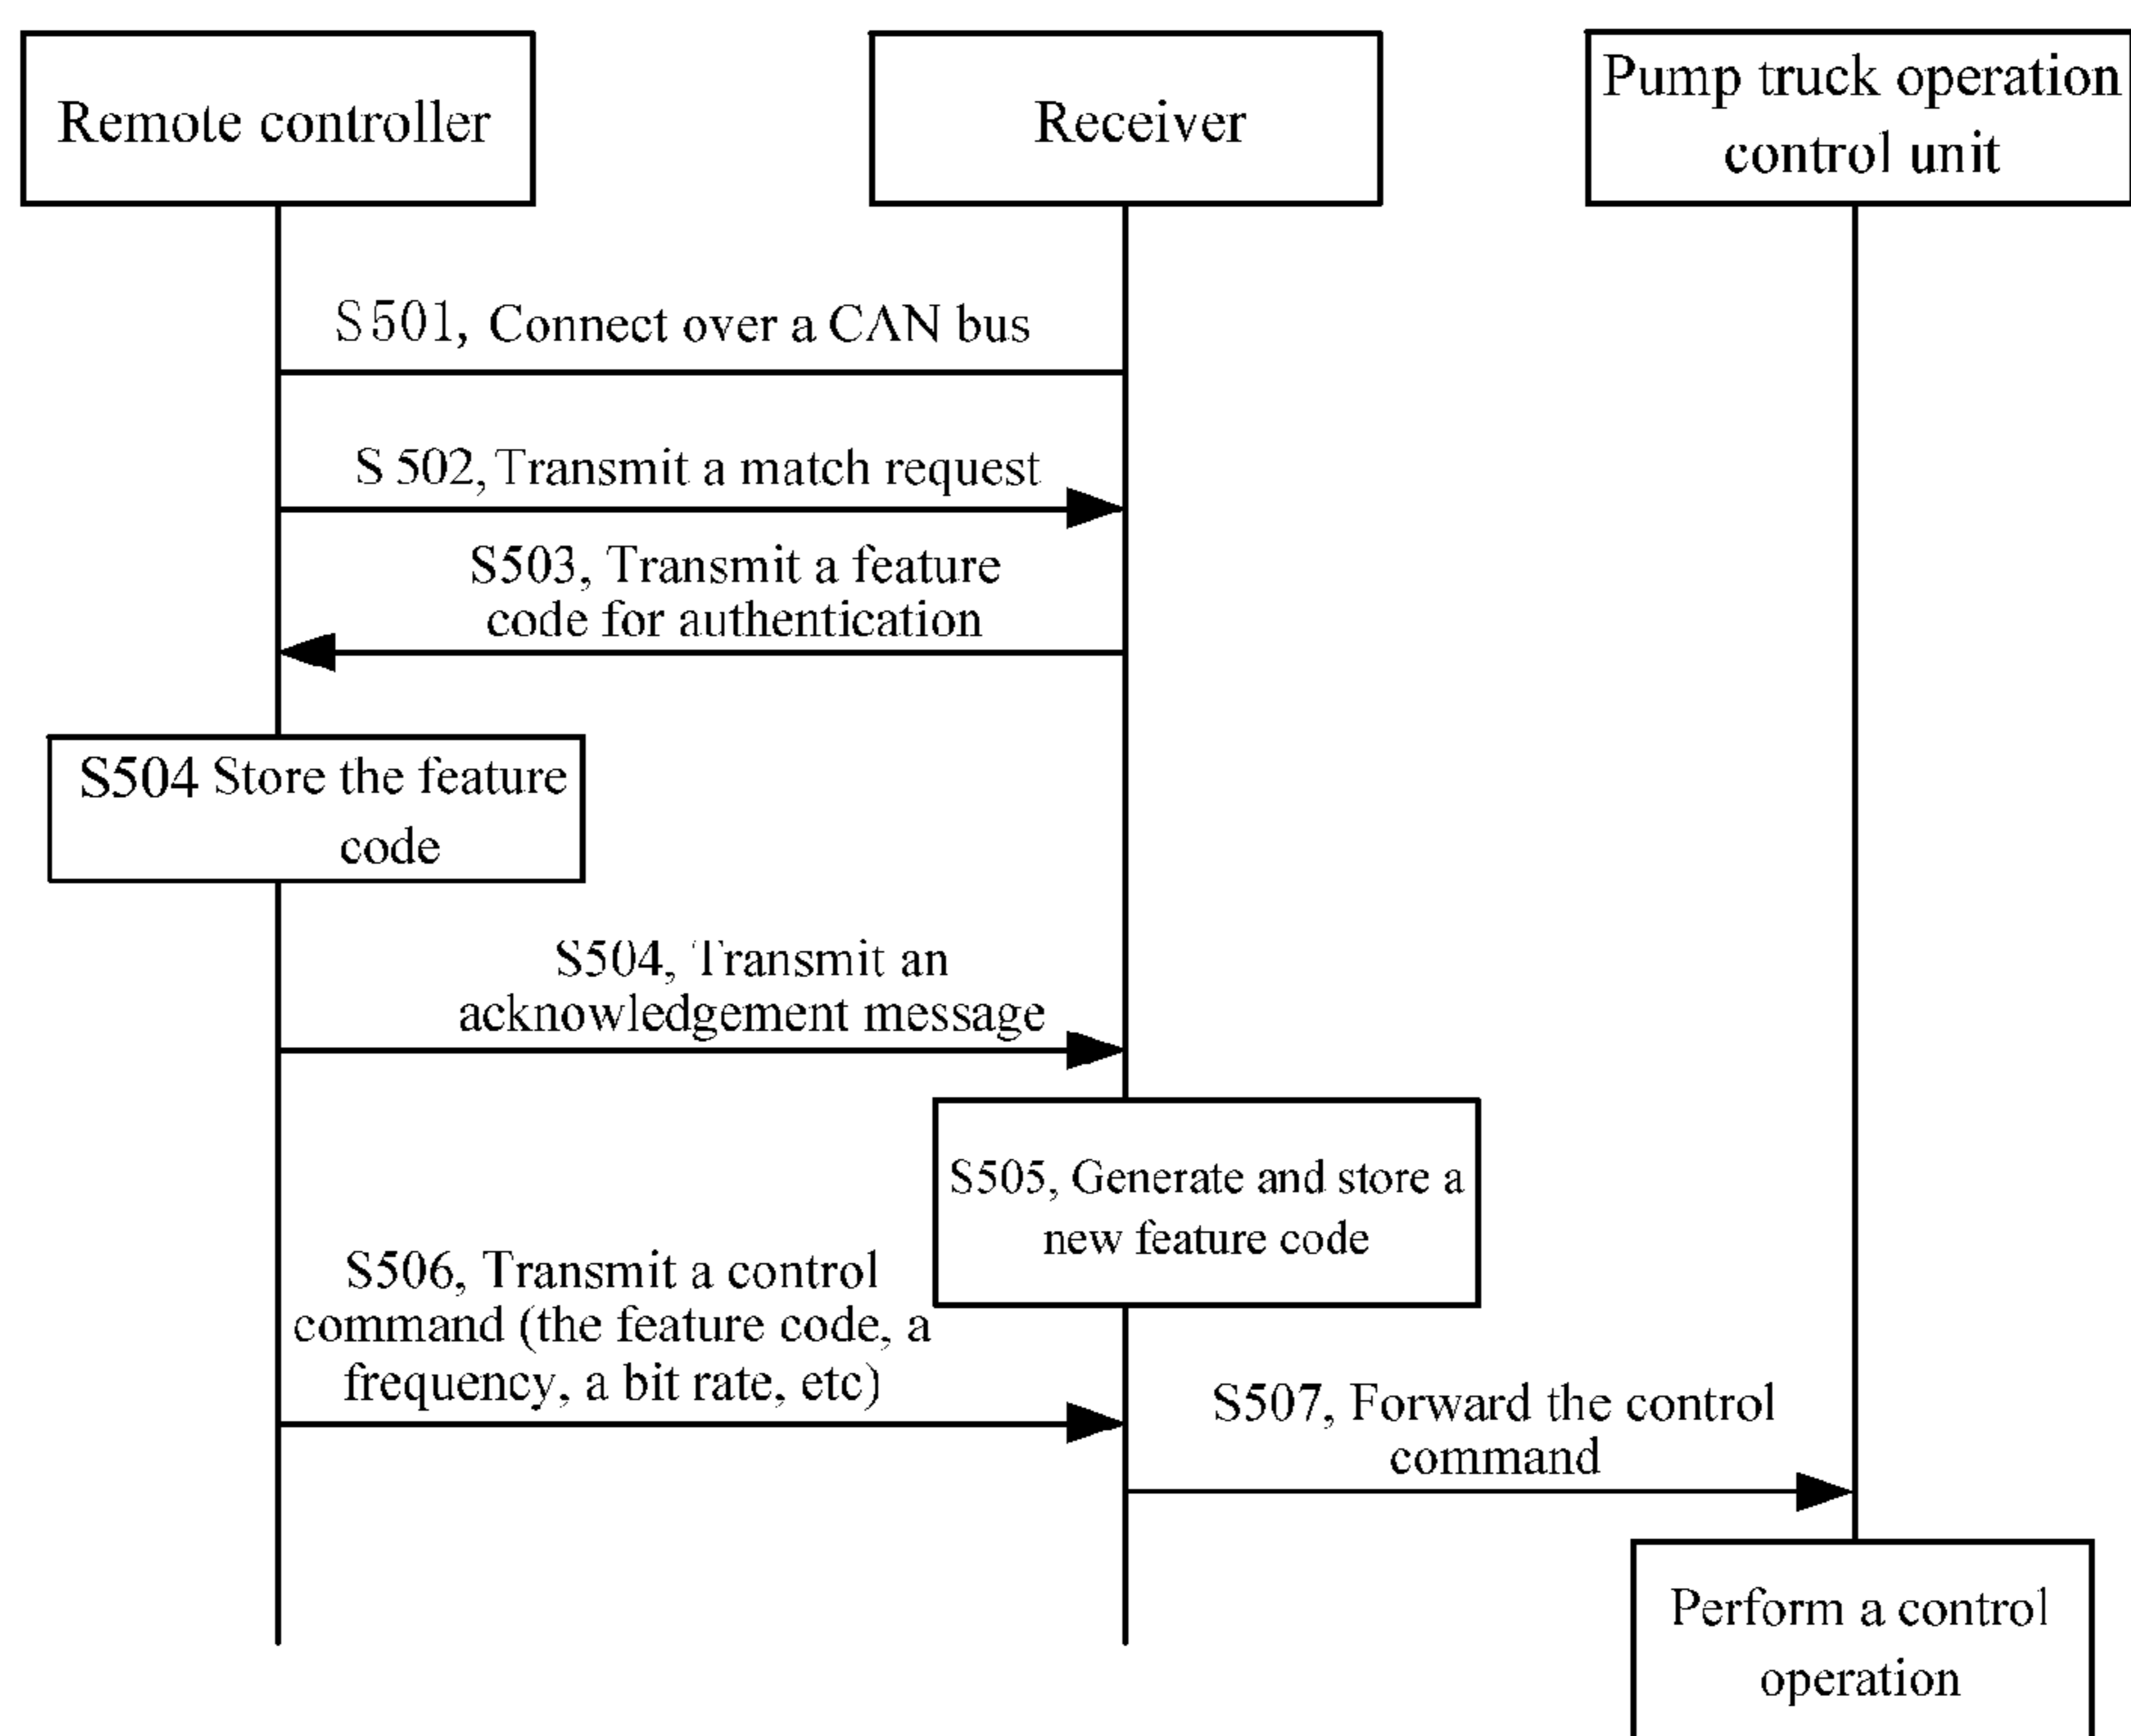 Remote controller
Receiver
Pump truck operation
control unit
S501, Connect over a CAN bus
S 502, Transmit a match request
S503, Transmit a feature
code for authentication
S504 Store the feature
code
S504, Transmit an
acknowledgement message
S505, Generate and store a
new feature code
S506, Transmit a control
command (the feature code, a
frequency, a bit rate, etc)
S507, Forward the control
command
Perform a control
operation